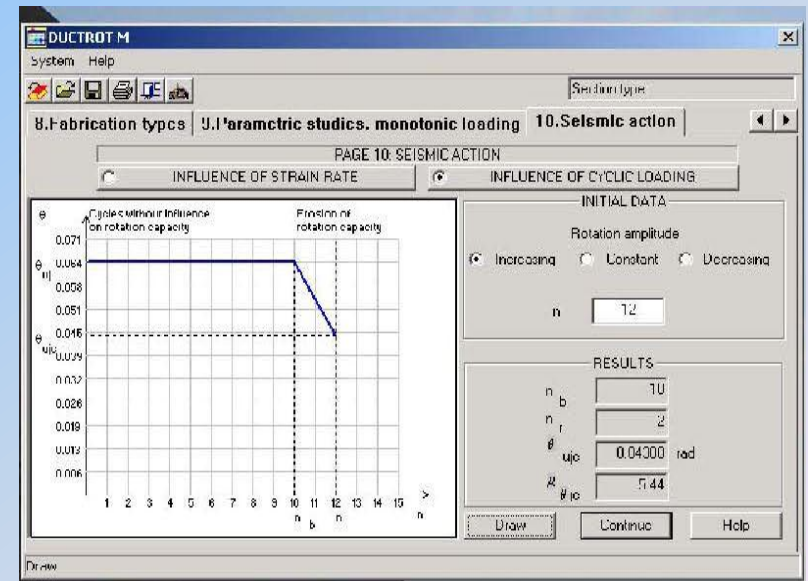 DUCTROT M
System Help
Section type
8.Fabrication types 9.Parametric studies. monotonic loading 10.Seismic action
PAGE 10: SEISMIC ACTION
INFLUENCE OF STRAIN RATE INFLUENCE OF CYCLIC LOADING
θ Cycles without influence on rotation capacity
Erosion of rotation capacity
0.071
θ uj 0.064
0.058
0.051
0.045
θ ujc 0.039
0.032
0.026
0.019
0.013
0.006
1 2 3 4 5 6 7 8 9 10 11 12 13 14 15 >
n b n n
INITIAL DATA
Rotation amplitude
Increasing Constant Decreasing
n 12
RESULTS
n b 10
n r 2
θ ujc rad
μ θjc 5.44
Draw Continue Help
Draw